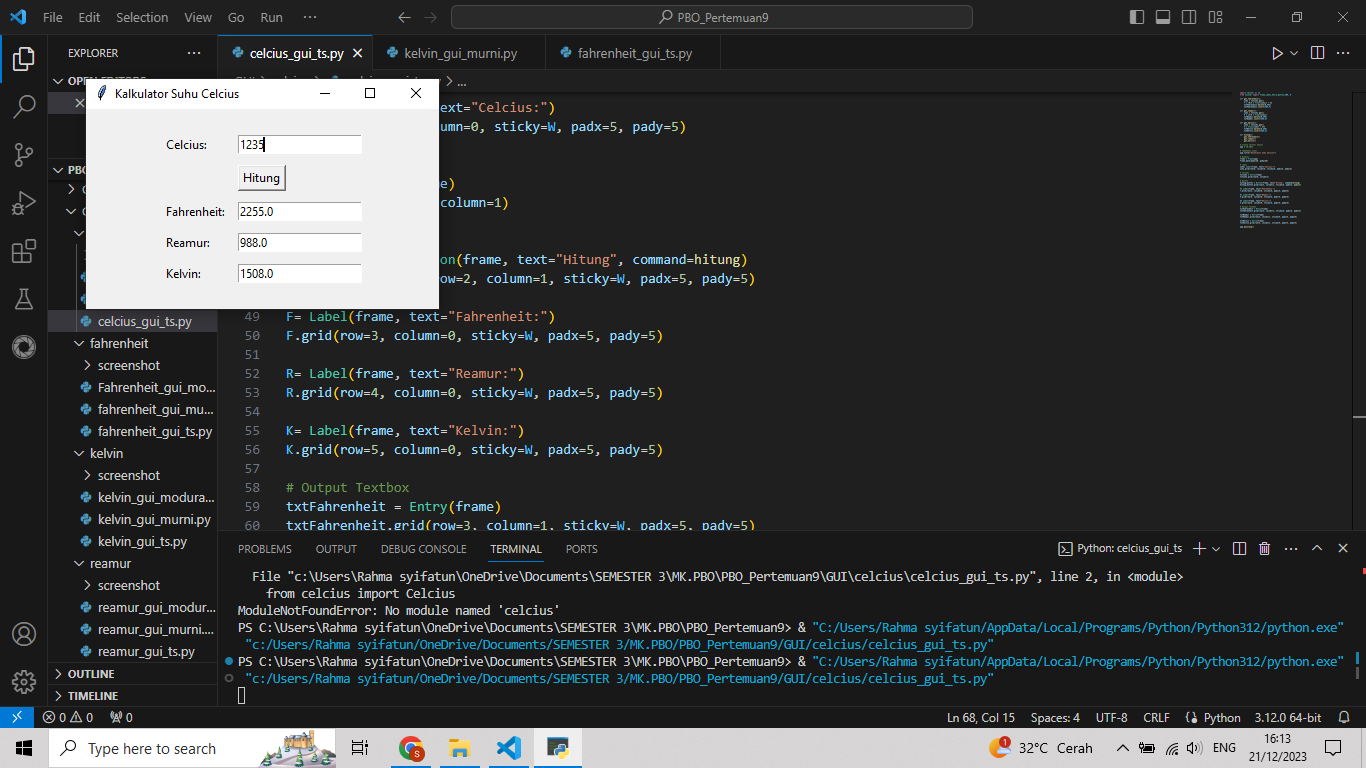 File Edit Selection View Go Run ··· PBO_Pertemuan9
EXPLORER ···
celcius_gui_ts.py
kelvin_gui_murni.py
fahrenheit_gui_ts.py
...
Kalkulator Suhu Celcius
Celcius: 1235
Hitung
Fahrenheit: 2255.0
Reamur: 988.0
Kelvin: 1508.0
PBO
celcius_gui_ts.py
fahrenheit
screenshot
Fahrenheit_gui_mo...
fahrenheit_gui_mu...
fahrenheit_gui_ts.py
kelvin
screenshot
kelvin_gui_modura...
kelvin_gui_murni.py
kelvin_gui_ts.py
reamur
screenshot
reamur_gui_modur...
reamur_gui_murni....
reamur_gui_ts.py
OUTLINE
TIMELINE
ext="Celcius:")
umn=0, sticky=W, padx=5, pady=5)
e)
column=1)
on(frame, text="Hitung", command=hitung)
ow=2, column=1, sticky=W, padx=5, pady=5)
49 F= Label(frame, text="Fahrenheit:")
50 F.grid(row=3, column=0, sticky=W, padx=5, pady=5)
51
52 R= Label(frame, text="Reamur:")
53 R.grid(row=4, column=0, sticky=W, padx=5, pady=5)
54
55 K= Label(frame, text="Kelvin:")
56 K.grid(row=5, column=0, sticky=W, padx=5, pady=5)
57
58 # Output Textbox
59 txtFahrenheit = Entry(frame)
60 txtFahrenheit.grid(row=3, column=1, sticky=W, padx=5, pady=5)
PROBLEMS OUTPUT DEBUG CONSOLE TERMINAL PORTS Python: celcius_gui_ts
File "c:\Users\Rahma syifatun\OneDrive\Documents\SEMESTER 3\MK.PBO\PBO_Pertemuan9\GUI\celcius\celcius_gui_ts.py", line 2, in <module>
from celcius import Celcius
ModuleNotFoundError: No module named 'celcius'
PS C:\Users\Rahma syifatun\OneDrive\Documents\SEMESTER 3\MK.PBO\PBO_Pertemuan9> & "C:/Users/Rahma syifatun/AppData/Local/Programs/Python/Python312/python.exe"
"c:/Users/Rahma syifatun/OneDrive/Documents/SEMESTER 3/MK.PBO/PBO_Pertemuan9/GUI/celcius/celcius_gui_ts.py"
PS C:\Users\Rahma syifatun\OneDrive\Documents\SEMESTER 3\MK.PBO\PBO_Pertemuan9> & "C:/Users/Rahma syifatun/AppData/Local/Programs/Python/Python312/python.exe"
"c:/Users/Rahma syifatun/OneDrive/Documents/SEMESTER 3/MK.PBO/PBO_Pertemuan9/GUI/celcius/celcius_gui_ts.py"
0 0 0 Ln 68, Col 15 Spaces: 4 UTF-8 CRLF Python 3.12.0 64-bit
Type here to search S 1 32°C Cerah ENG 16:13
21/12/2023